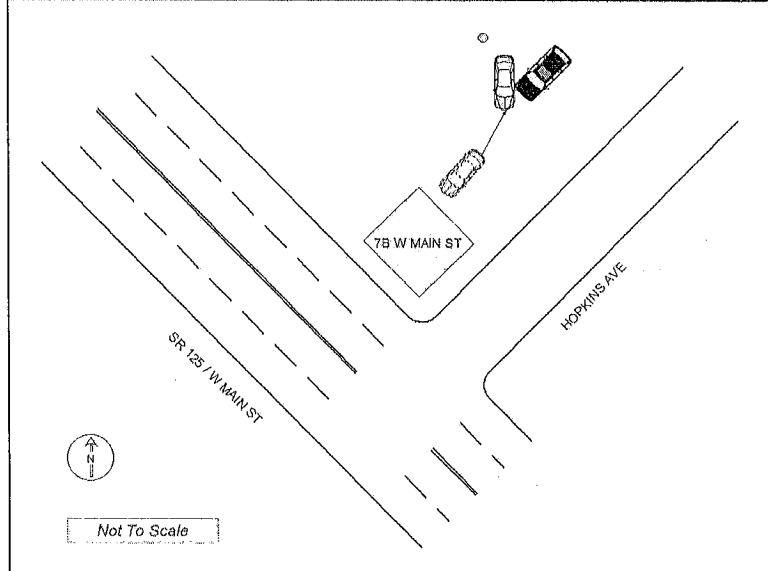 78 W MAIN ST
HOPKINS AVE
SR 125 / W MAIN ST
N
Not To Scale